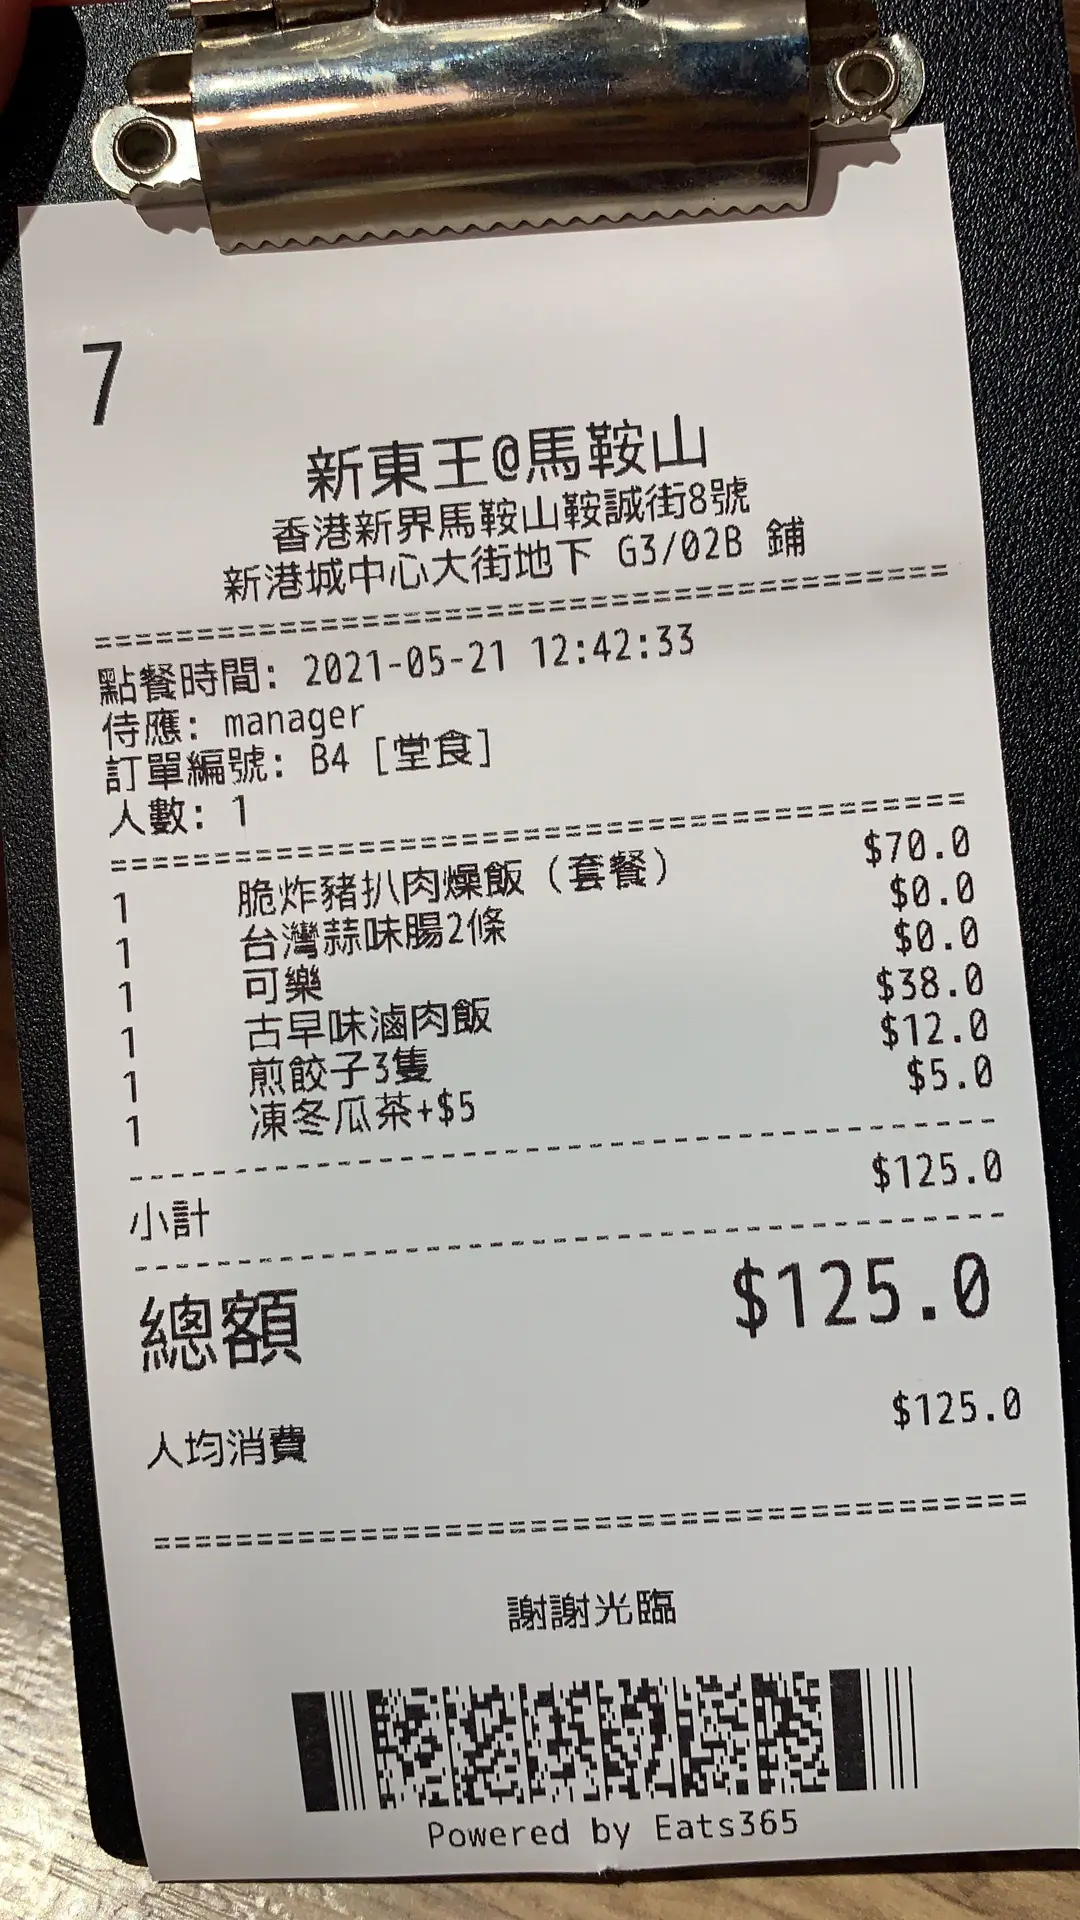 7
新東王@馬鞍山
香港新界馬鞍山鞍誠街8號
新港城中心大街地下 G3/02B 鋪
======================================
點餐時間: 2021-05-21 12:42:33
侍應: manager
訂單編號: B4 [堂食]
人數: 1
======================================
1 脆炸豬扒肉燥飯（套餐） $70.0
1 台灣蒜味腸2條 $0.0
1 可樂 $0.0
1 古早味滷肉飯 $38.0
1 煎餃子3隻 $12.0
1 凍冬瓜茶+$5 $5.0
--------------------------------------
小計 $125.0
--------------------------------------
總額 $125.0
人均消費 $125.0
======================================
謝謝光臨
Powered by Eats365